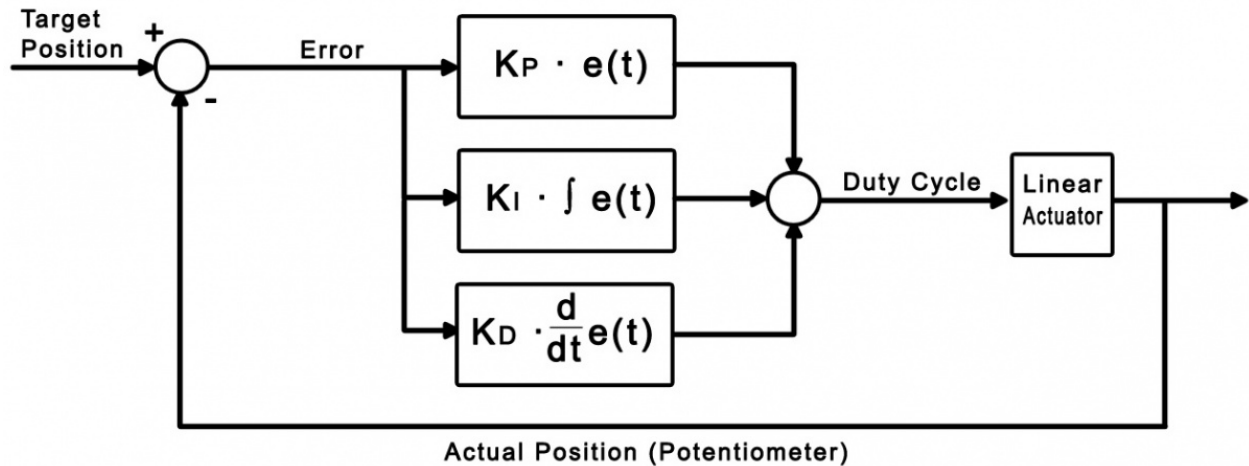 Target
Position
+
-
Error
KP · e(t)
KI · ∫ e(t)
KD · d/dt e(t)
Duty Cycle
Linear
Actuator
Actual Position (Potentiometer)